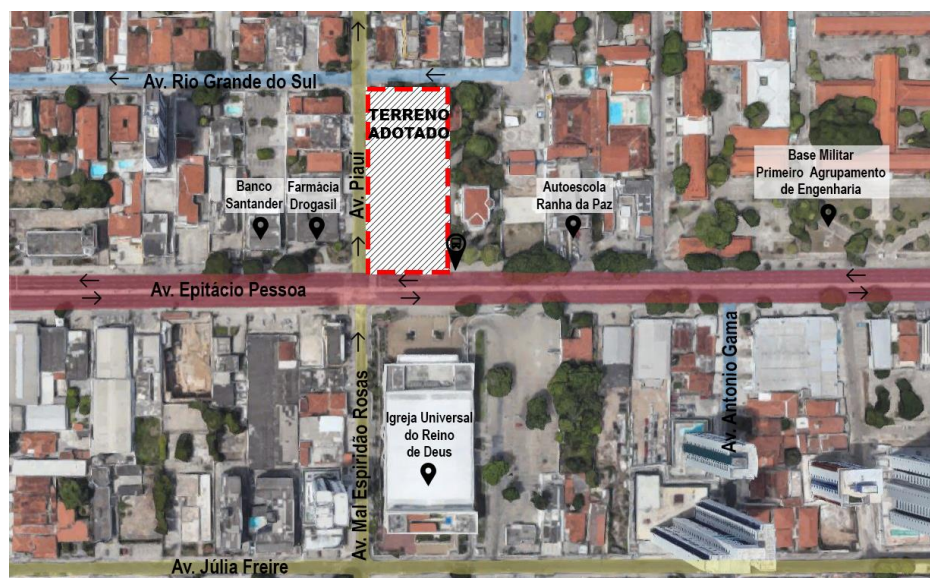 Av. Rio Grande do Sul
TERRENO
ADOTADO
Av. Piauí
Banco
Santander
Farmácia
Drogasil
Autoescola
Ranha da Paz
Base Militar
Primeiro Agrupamento
de Engenharia
Av. Epitácio Pessoa
Av. Mal Espiridão Rosas
Av. Antonio Gama
Igreja Universal
do Reino
de Deus
Av. Júlia Freire